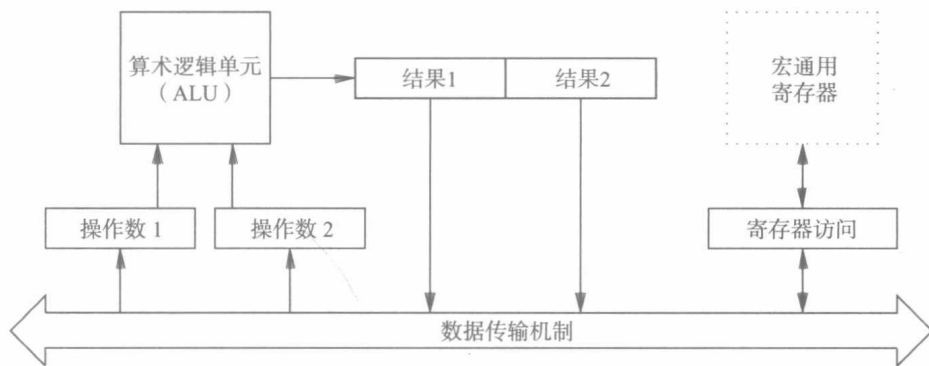 算术逻辑单元
（ALU）
结果1
结果2
宏通用
寄存器
操作数 1
操作数 2
寄存器访问
数据传输机制